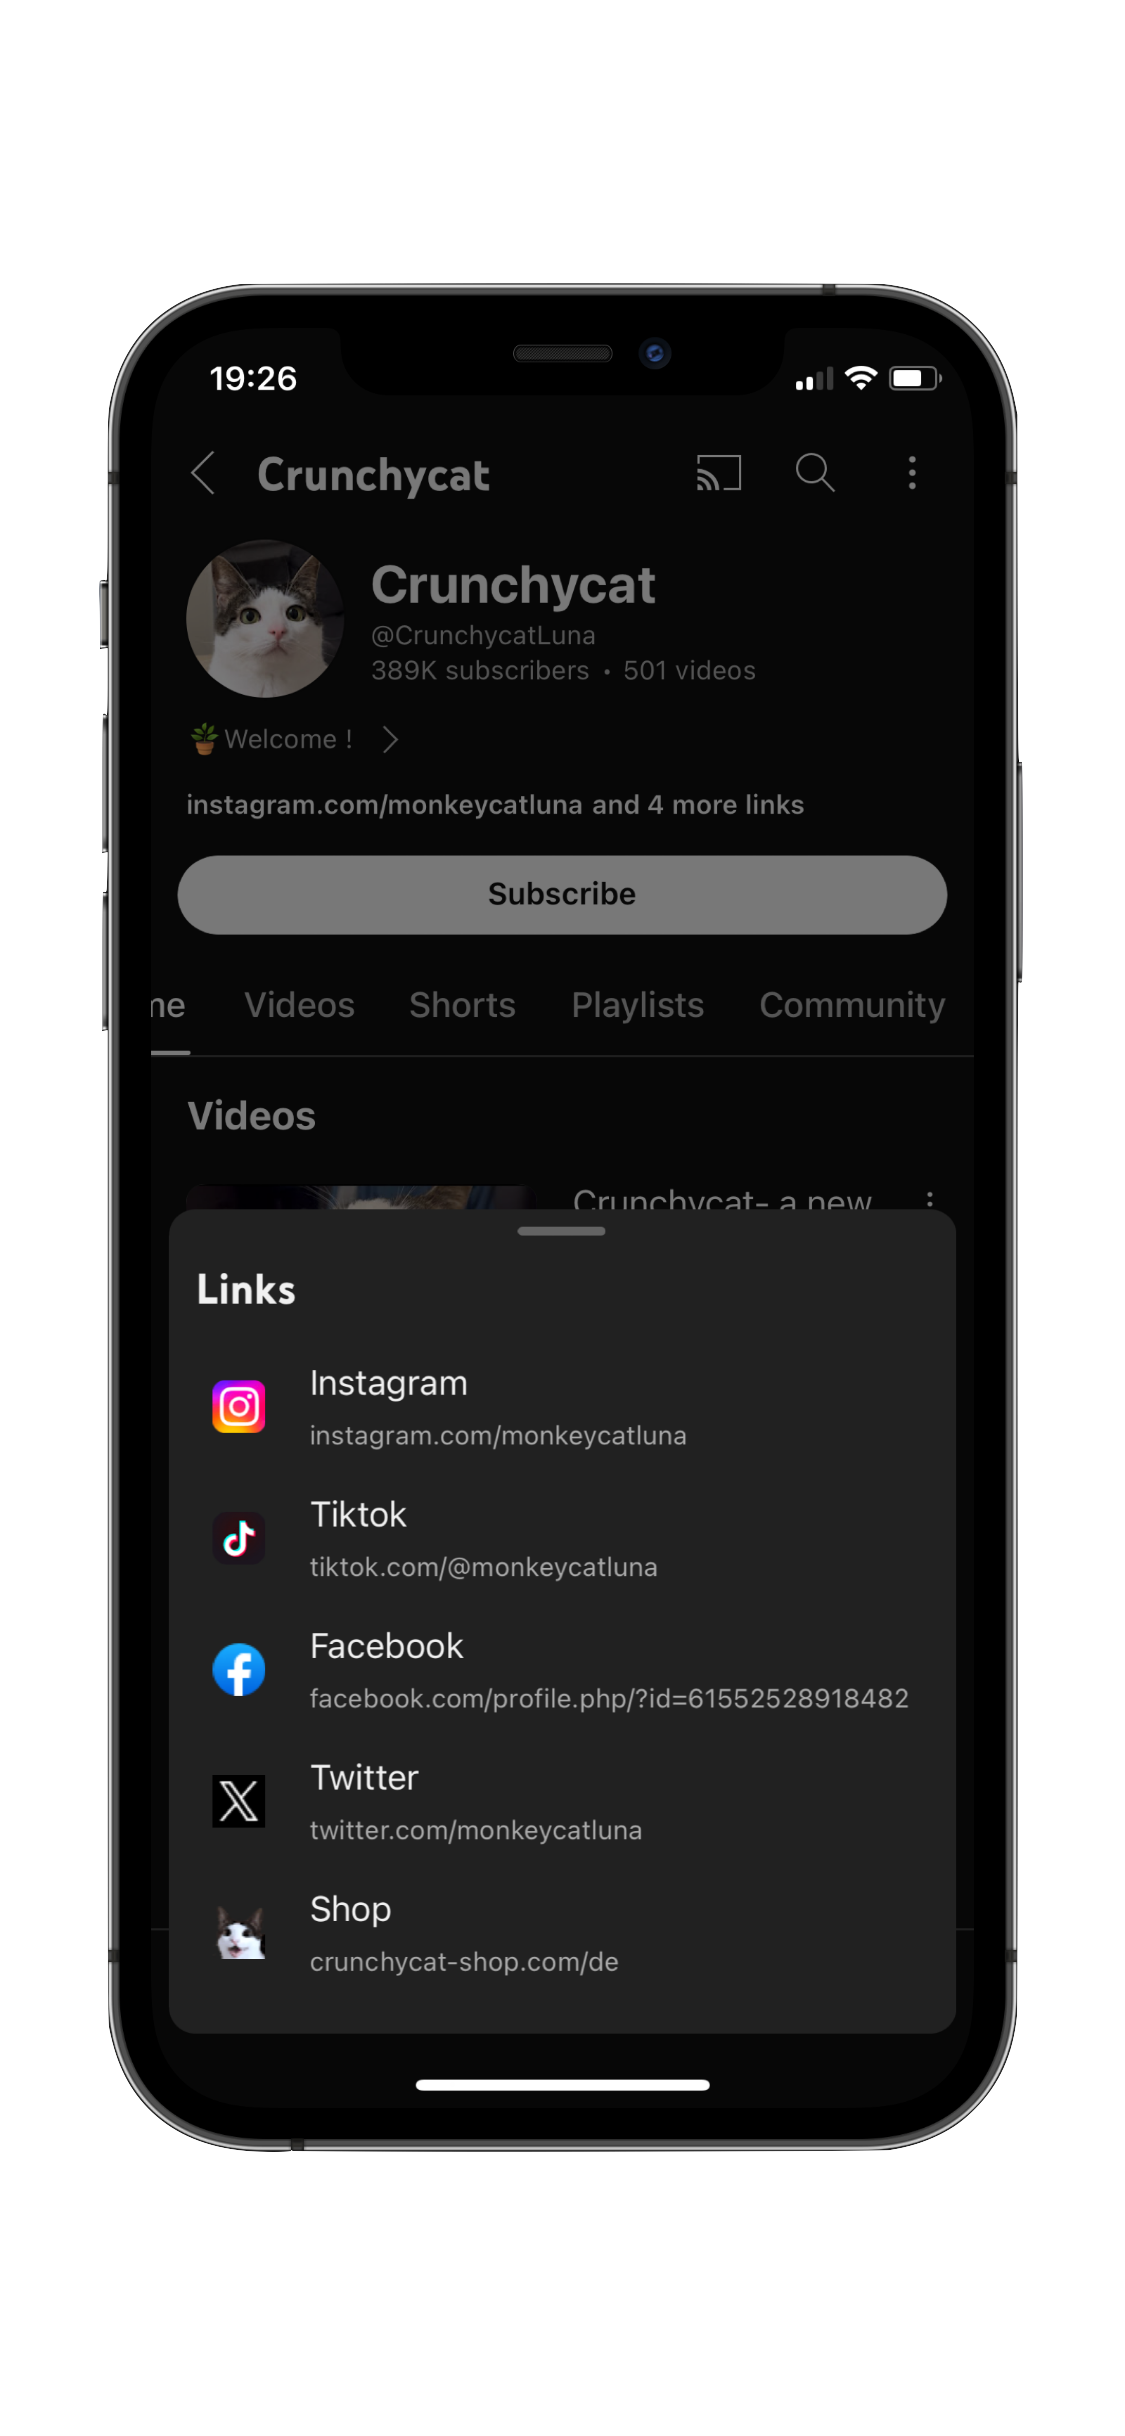 19:26
Crunchycat
Crunchycat
@CrunchycatLuna
389K subscribers • 501 videos
🪴Welcome !
instagram.com/monkeycatluna and 4 more links
Subscribe
me
Videos
Shorts
Playlists
Community
Videos
Crunchycat- a new
Links
Instagram
instagram.com/monkeycatluna
Tiktok
tiktok.com/@monkeycatluna
Facebook
facebook.com/profile.php/?id=61552528918482
Twitter
twitter.com/monkeycatluna
Shop
crunchycat-shop.com/de